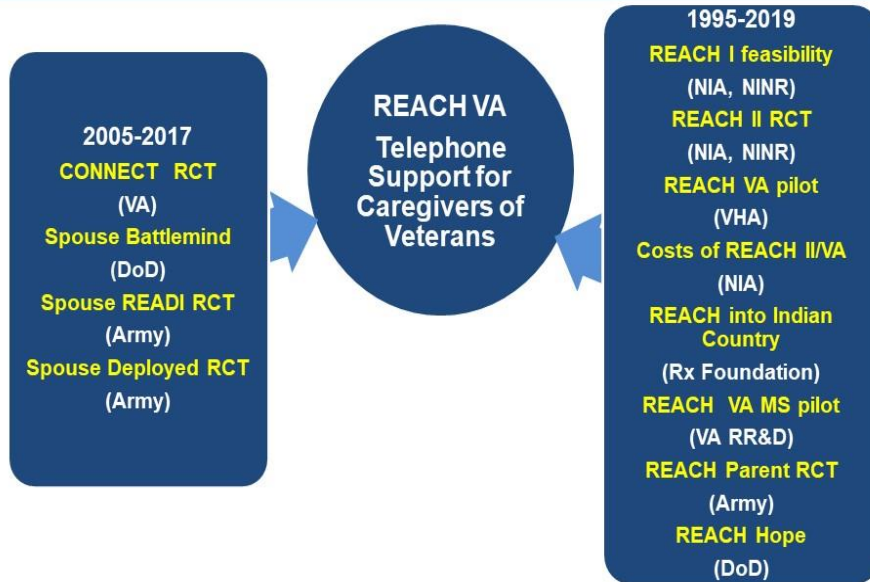 2005-2017
CONNECT RCT
(VA)
Spouse Battlemind
(DoD)
Spouse READI RCT
(Army)
Spouse Deployed RCT
(Army)
REACH VA
Telephone
Support for
Caregivers of
Veterans
1995-2019
REACH I feasibility
(NIA, NINR)
REACH II RCT
(NIA, NINR)
REACH VA pilot
(VHA)
Costs of REACH II/VA
(NIA)
REACH into Indian
Country
(Rx Foundation)
REACH VA MS pilot
(VA RR&D)
REACH Parent RCT
(Army)
REACH Hope
(DoD)